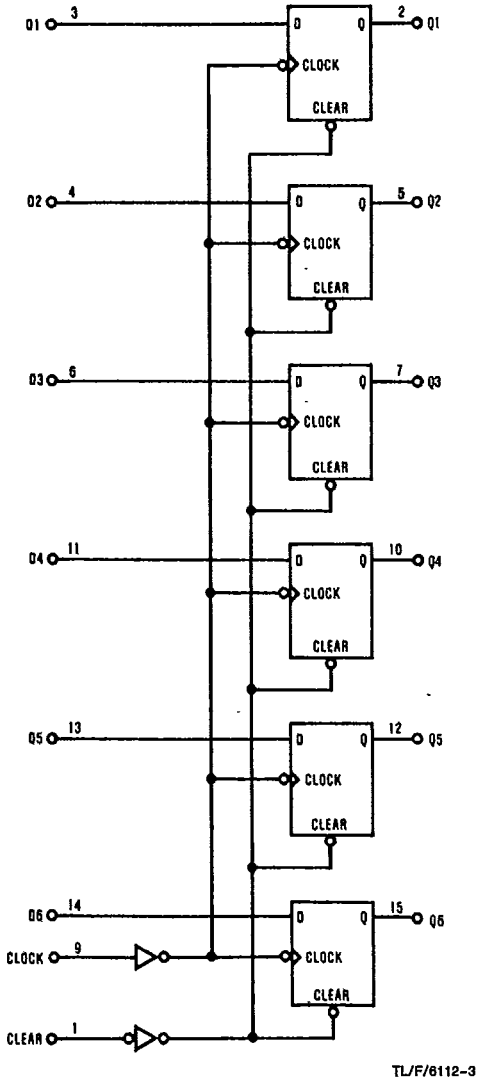 D1 3 D Q 2 Q1
CLOCK
CLEAR
D2 4 D Q 5 Q2
CLOCK
CLEAR
D3 6 D Q 7 Q3
CLOCK
CLEAR
D4 11 D Q 10 Q4
CLOCK
CLEAR
D5 13 D Q 12 Q5
CLOCK
CLEAR
D6 14 D Q 15 Q6
CLOCK 9 CLOCK
CLEAR
CLEAR 1
TL/F/6112-3